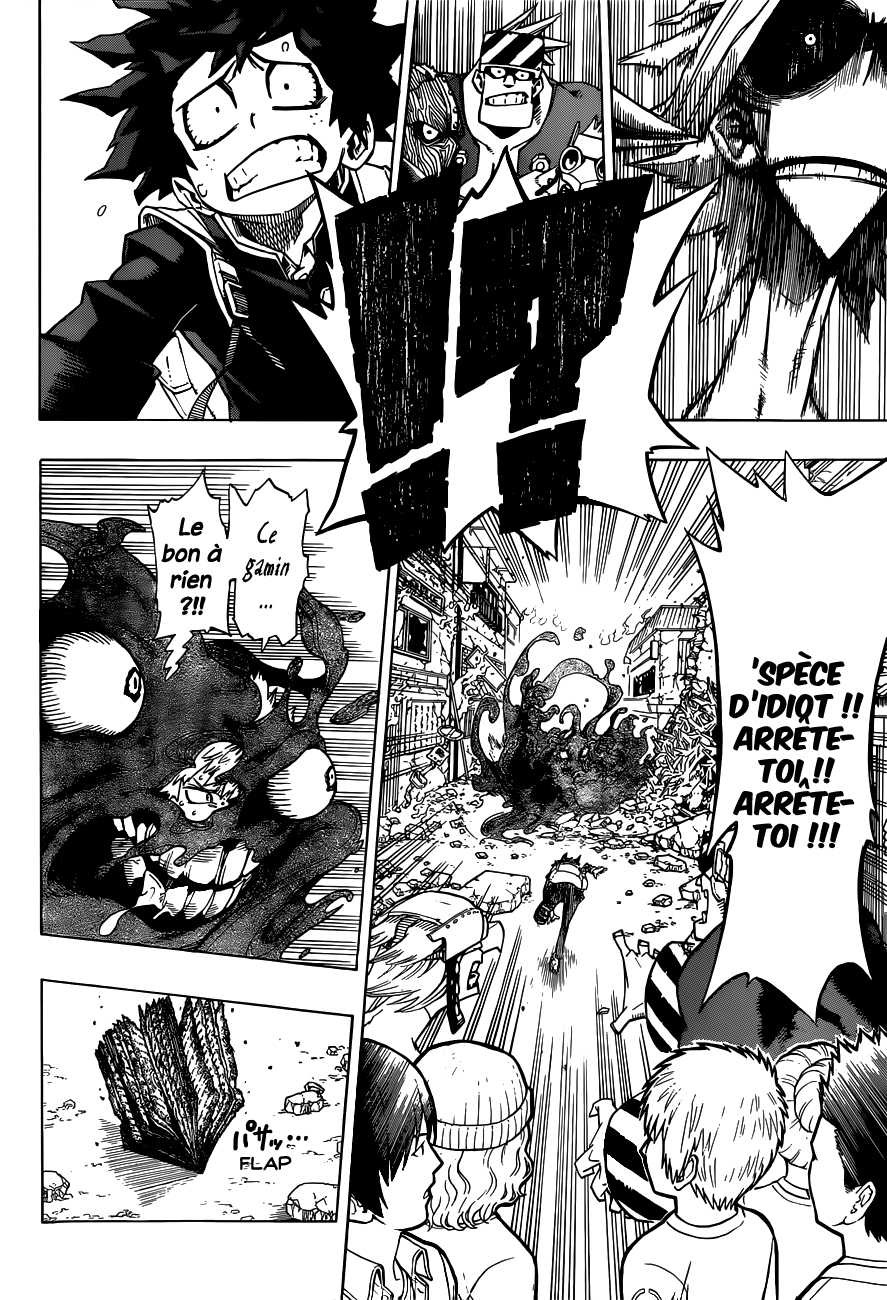 !?
'SPÈCE
D'IDIOT !!
ARRÊTE-
TOI !!
ARRÊTE-
TOI !!!
Ce
gamin
...
Le
bon à
rien
?!!
パサッ…
FLAP